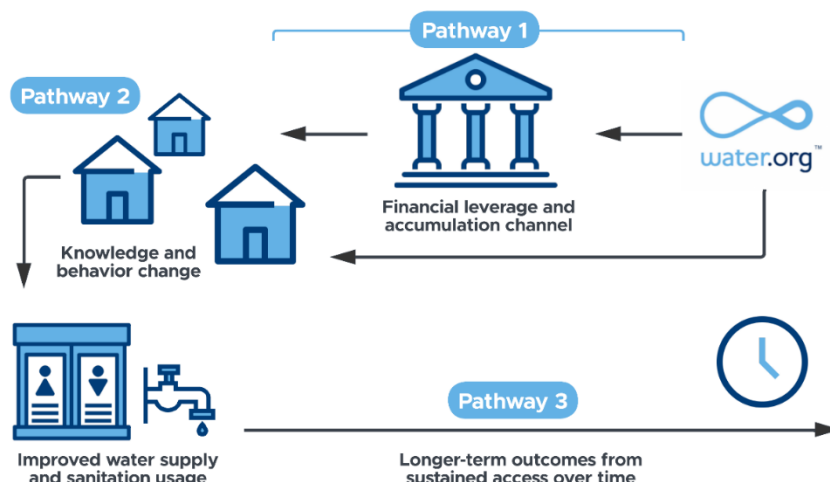 Pathway 1
Pathway 2
water.org™
Financial leverage and
accumulation channel
Knowledge and
behavior change
Pathway 3
Improved water supply
and sanitation usage
Longer-term outcomes from
sustained access over time